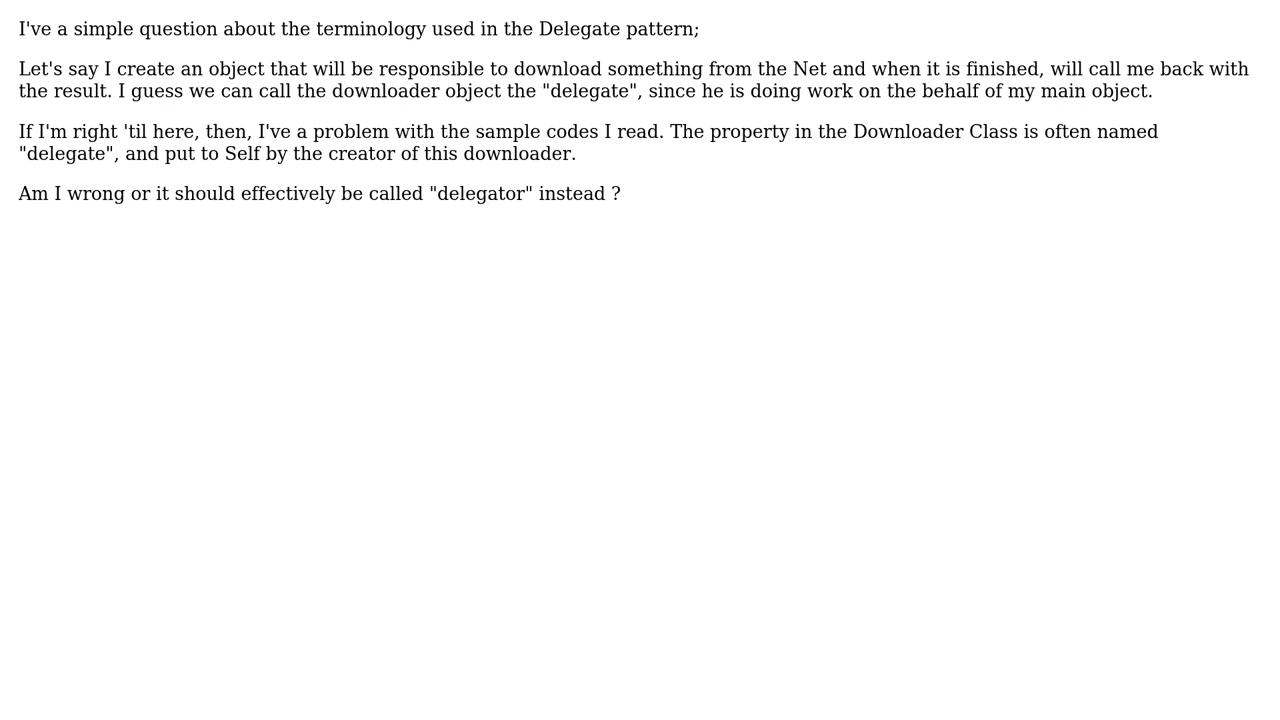 I've a simple question about the terminology used in the Delegate pattern;
Let's say I create an object that will be responsible to download something from the Net and when it is finished, will call me back with
the result. I guess we can call the downloader object the "delegate", since he is doing work on the behalf of my main object.
If I'm right 'til here, then, I've a problem with the sample codes I read. The property in the Downloader Class is often named
"delegate", and put to Self by the creator of this downloader.
Am I wrong or it should effectively be called "delegator" instead ?